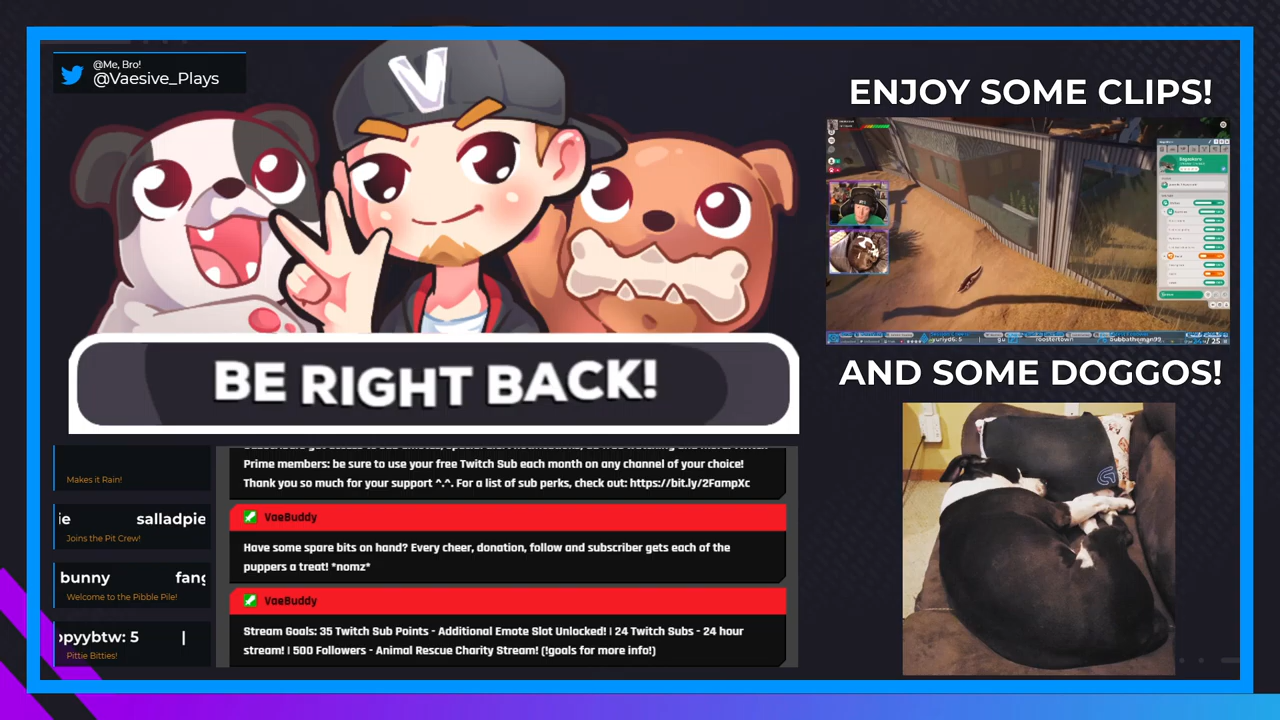 @Me, Bro!
@Vaesive_Plays
V
BE RIGHT BACK!
ENJOY SOME CLIPS!
/ 25
AND SOME DOGGOS!
Makes it Rain!
ie salladpie
Joins the Pit Crew!
bunny fang
Welcome to the Pibble Pile!
opyybtw: 5 |
Pittie Bitties!
Prime members: be sure to use your free Twitch Sub each month on any channel of your choice!
Thank you so much for your support ^.^. For a list of sub perks, check out: https://bit.ly/2FampXc
VaeBuddy
Have some spare bits on hand? Every cheer, donation, follow and subscriber gets each of the
puppers a treat! *nomz*
VaeBuddy
Stream Goals: 35 Twitch Sub Points - Additional Emote Slot Unlocked! | 24 Twitch Subs - 24 hour
stream! | 500 Followers - Animal Rescue Charity Stream! (!goals for more info!)